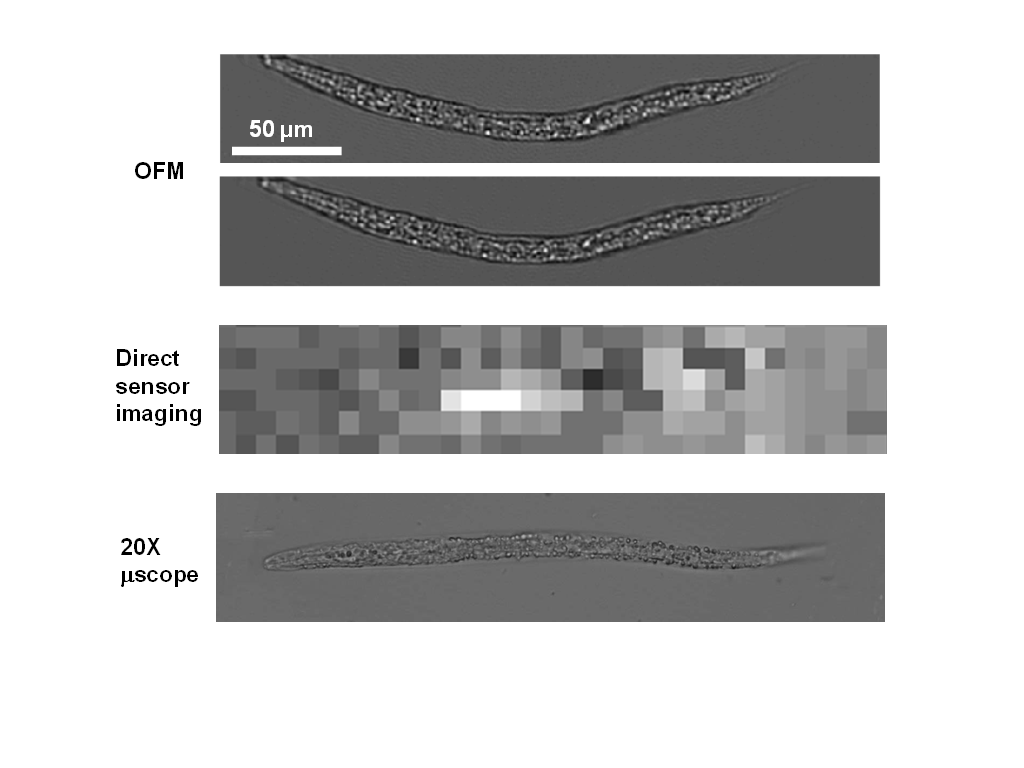 50 µm
OFM
Direct
sensor
imaging
20X
μscope